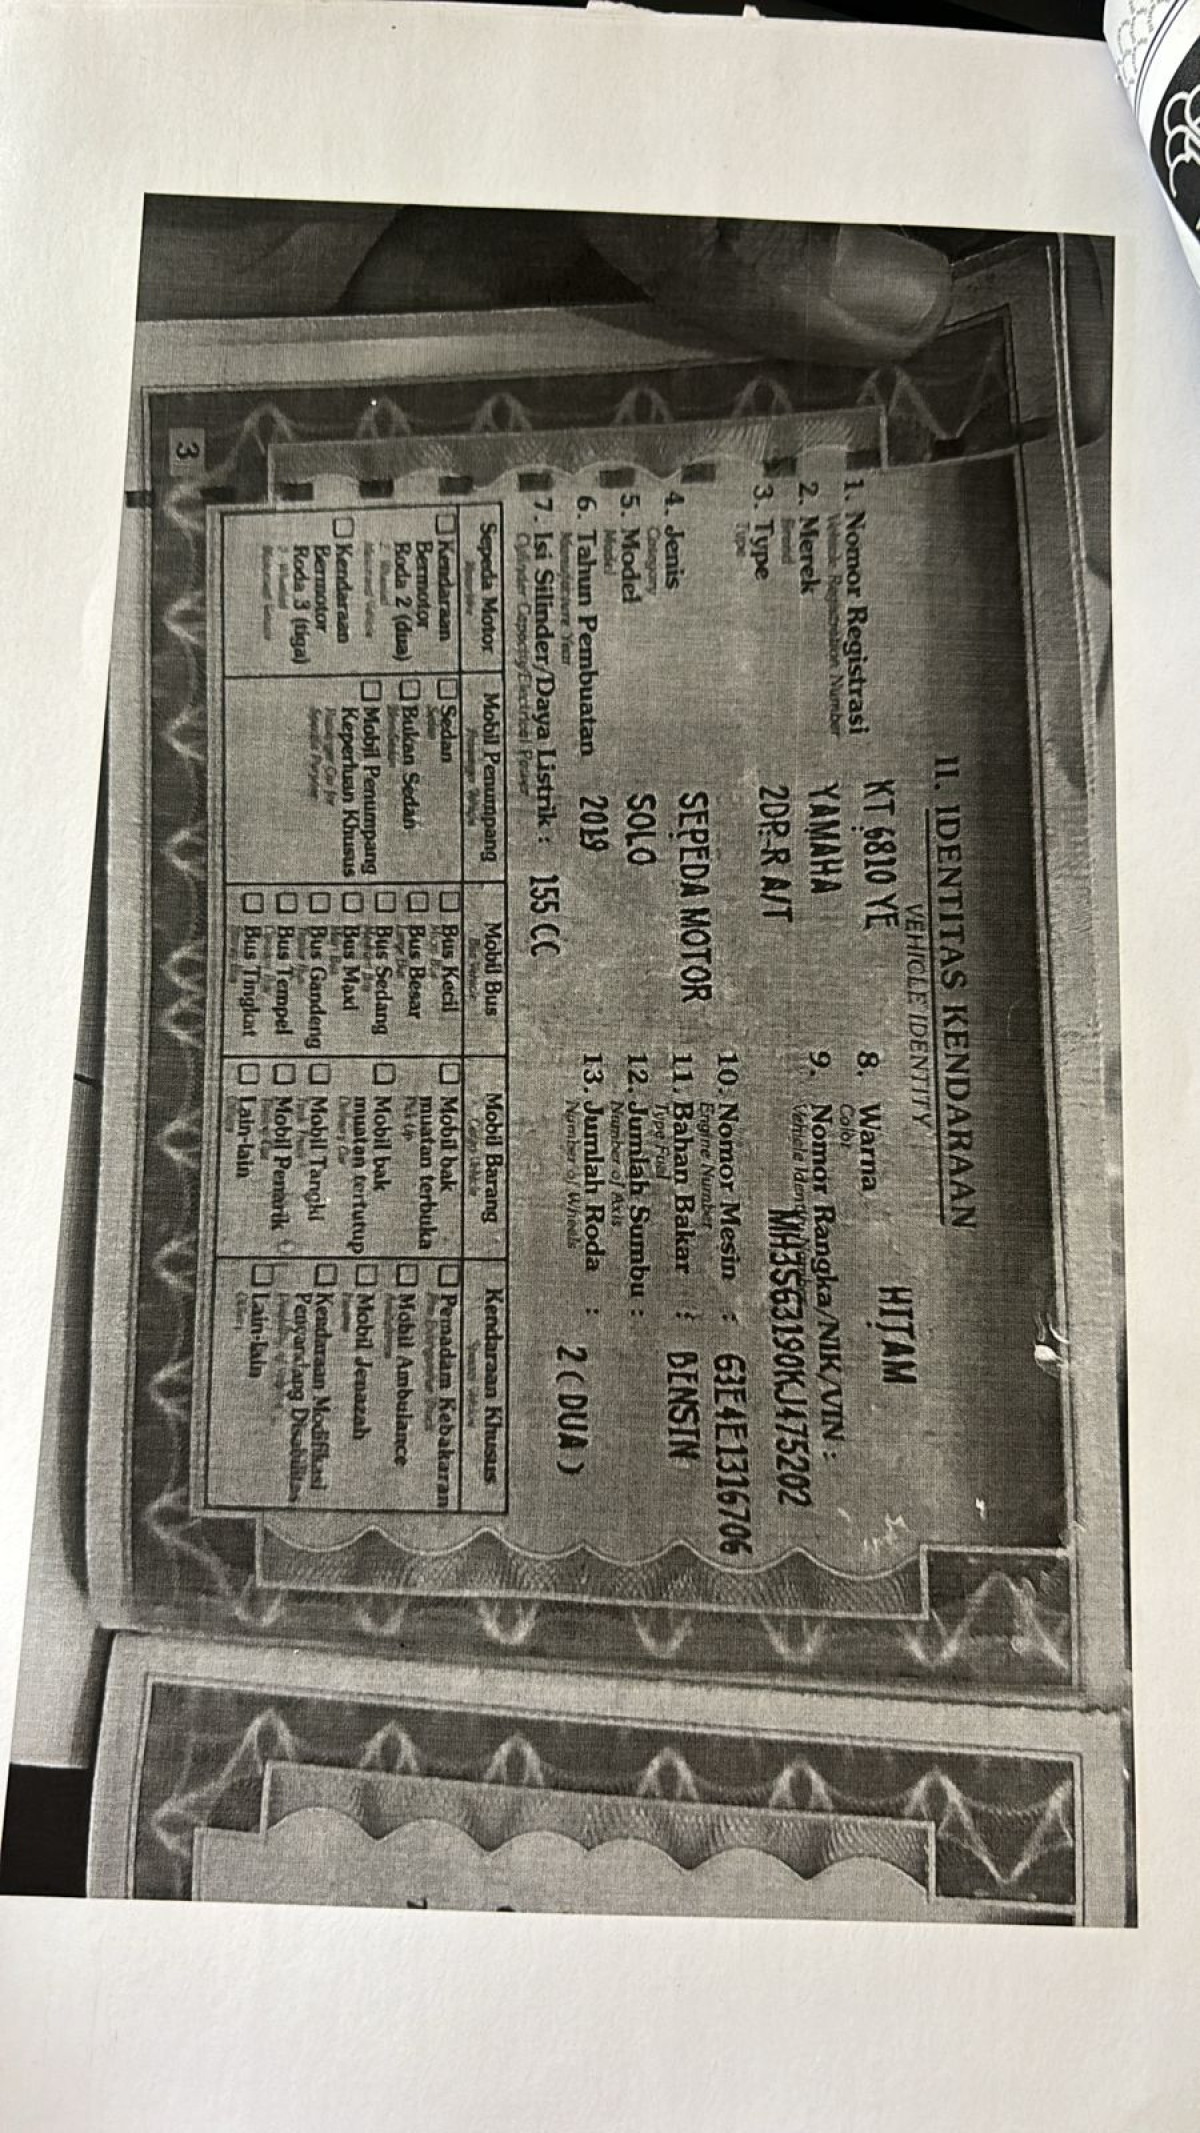 II. IDENTITAS KENDARAAN
VEHICLE IDENTITY
1. Nomor Registrasi KT 6810 YE
Vehicle Registration Number
2. Merek YAMAHA
Brand
3. Type 2DP-R A/T
Type
4. Jenis SEPEDA MOTOR
Category
5. Model SOLO
Model
6. Tahun Pembuatan 2019
Manufacture Year
7. Isi Silinder/Daya Listrik : 155 CC
Cylinder Capacity/Electrical Power
8. Warna HITAM
Color
9. Nomor Rangka/NIK/VIN :
Vehicle MH3SG3190KJ475202
10. Nomor Mesin : G3E4E1316706
Engine Number
11. Bahan Bakar : BENSIN
Type Fuel
12. Jumlah Sumbu :
Number of Axis
13. Jumlah Roda : 2 ( DUA )
Number of Wheels
Sepeda Motor
Kendaraan
Bermotor
Roda 2 (dua)
Kendaraan
Bermotor
Roda 3 (tiga)
Mobil Penumpang
Sedan
Bukan Sedan
Mobil Penumpang
Keperluan Khusus
Mobil Bus
Bus Kecil
Bus Besar
Bus Sedang
Bus Maxi
Bus Gandeng
Bus Tempel
Bus Tingkat
Mobil Barang
Mobil bak
muatan terbuka
Pick Up
Mobil bak
muatan tertutup
Delivery Car
Mobil Tangki
Mobil Penarik
Lain-lain
Kendaraan Khusus
Pemadam Kebakaran
Mobil Ambulance
Mobil Jenazah
Kendaraan Modifikasi
Penyandang Disabilitas
Lain-lain
3